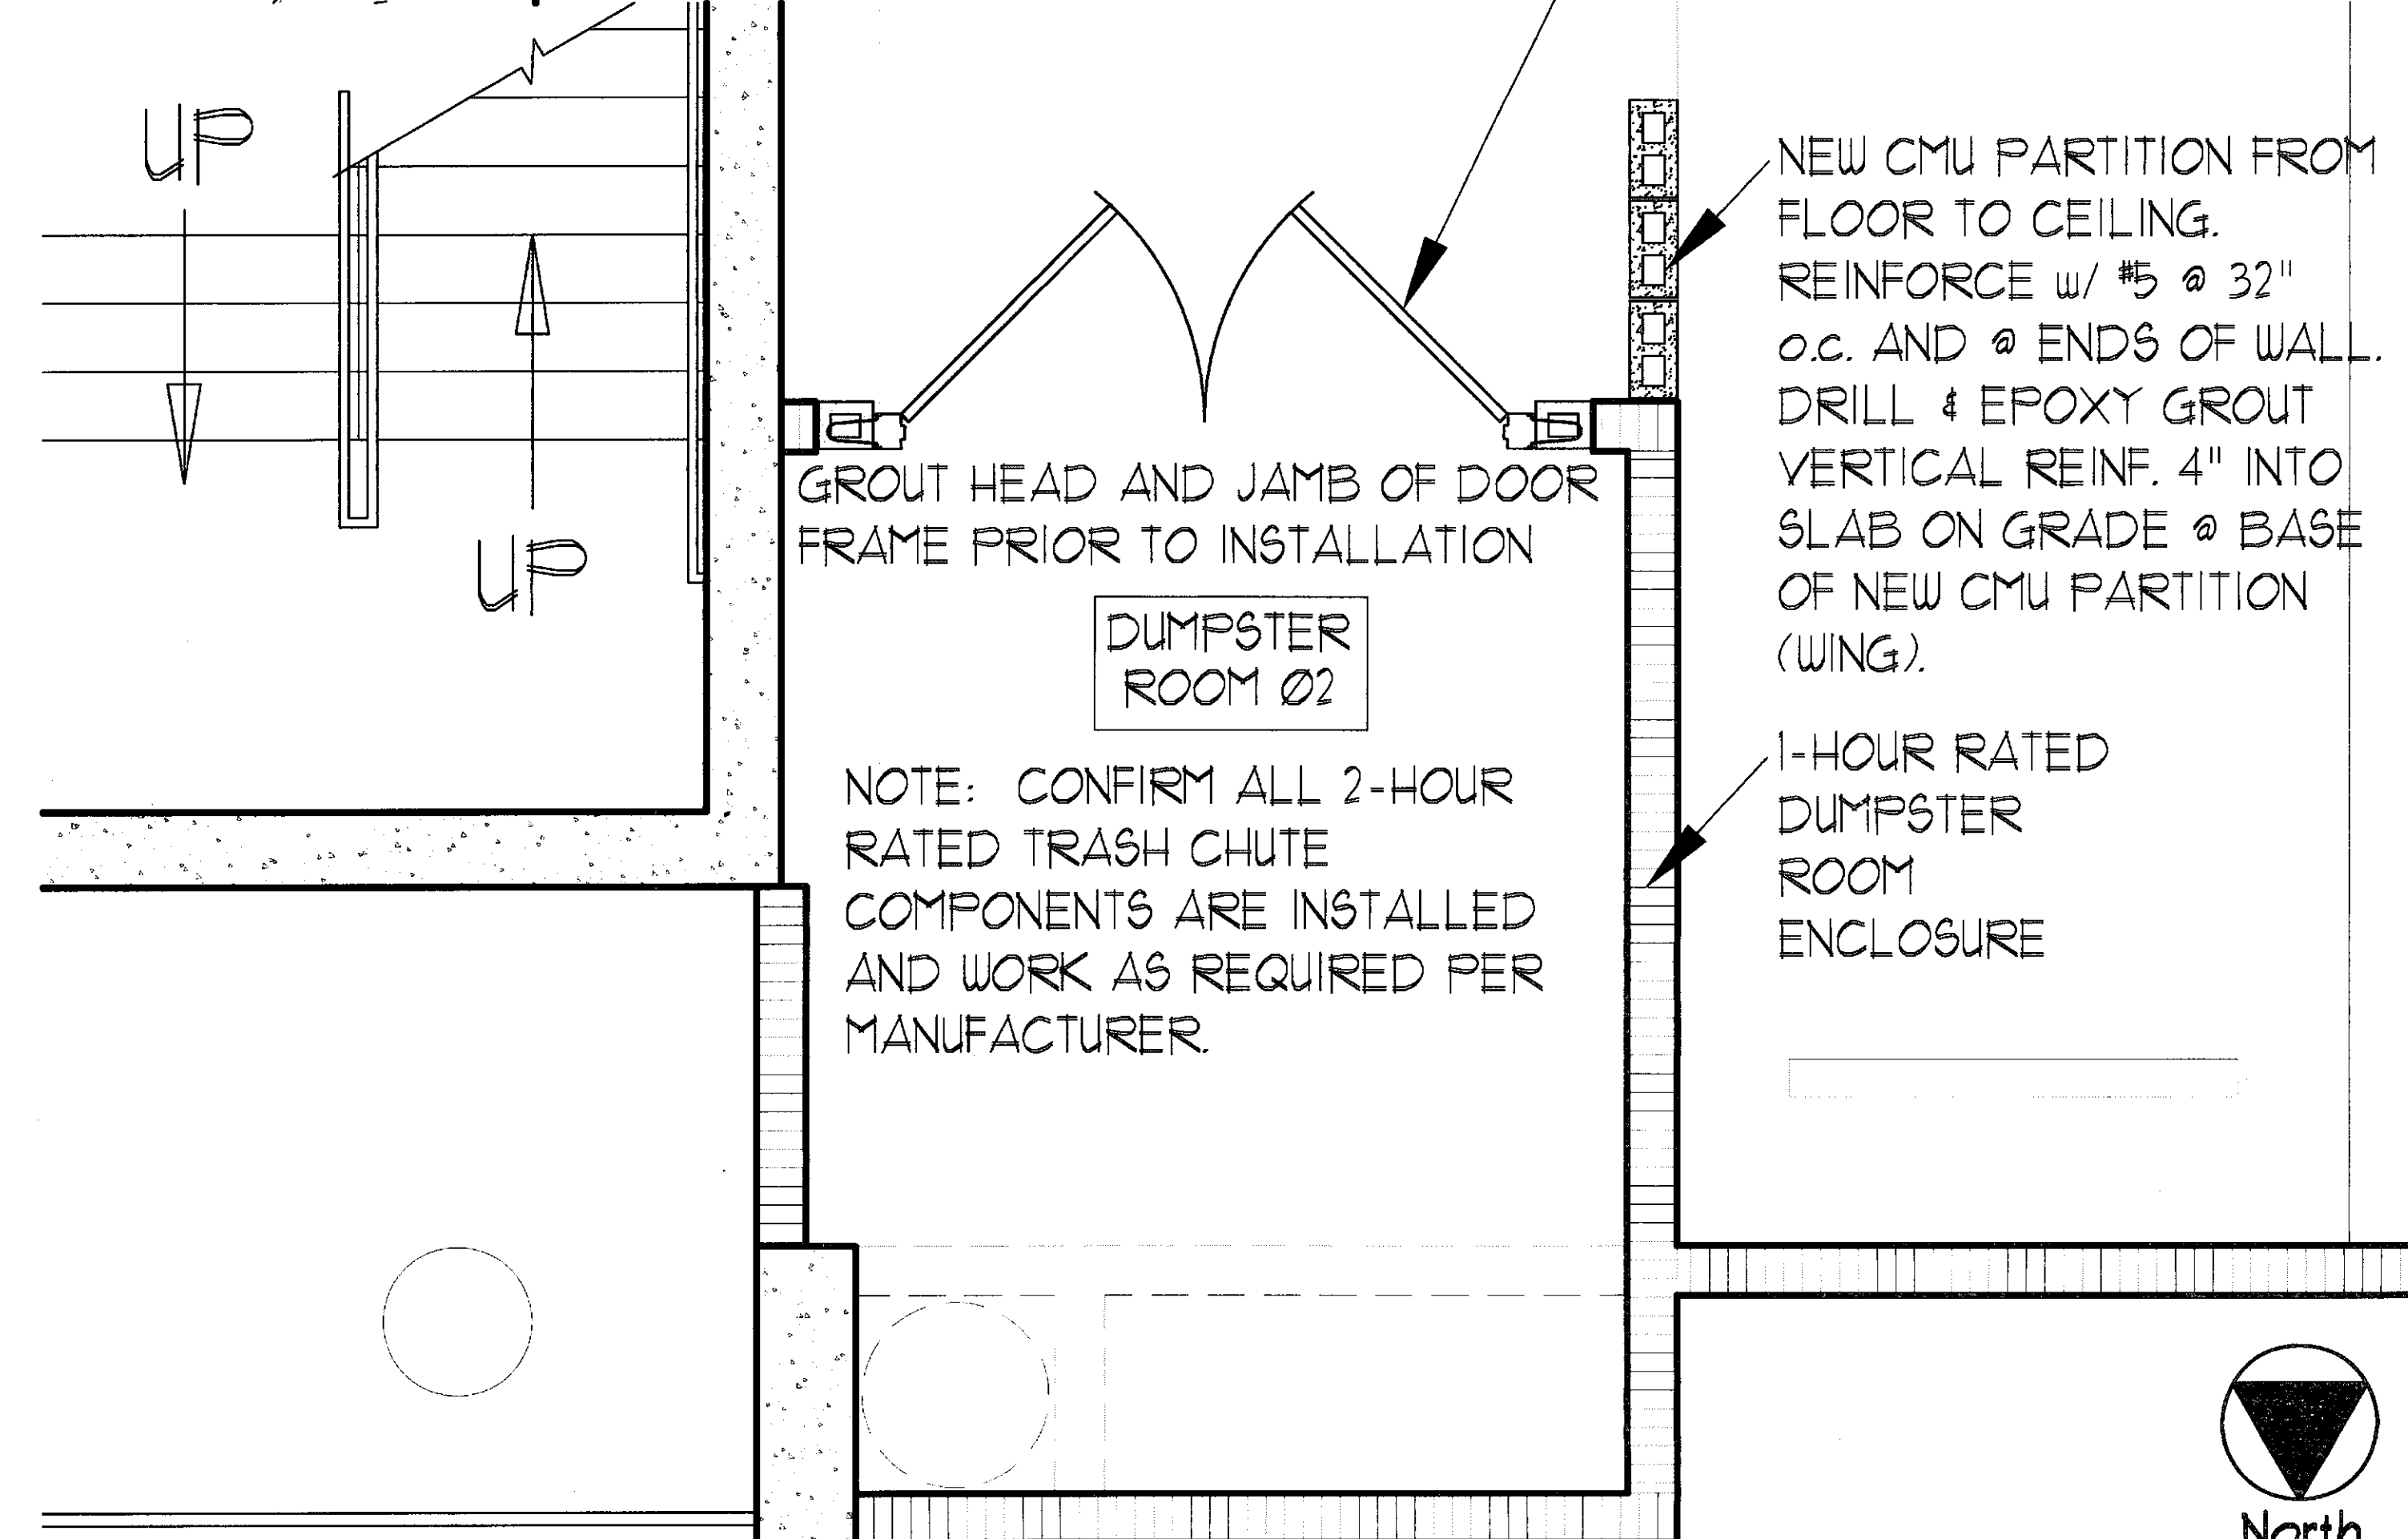 UP
UP
GROUT HEAD AND JAMB OF DOOR
FRAME PRIOR TO INSTALLATION
DUMPSTER
ROOM Ø2
NOTE: CONFIRM ALL 2-HOUR
RATED TRASH CHUTE
COMPONENTS ARE INSTALLED
AND WORK AS REQUIRED PER
MANUFACTURER.
NEW CMU PARTITION FROM
FLOOR TO CEILING.
REINFORCE w/ #5 @ 32"
o.c. AND @ ENDS OF WALL.
DRILL & EPOXY GROUT
VERTICAL REINF. 4" INTO
SLAB ON GRADE @ BASE
OF NEW CMU PARTITION
(WING).
1-HOUR RATED
DUMPSTER
ROOM
ENCLOSURE
North